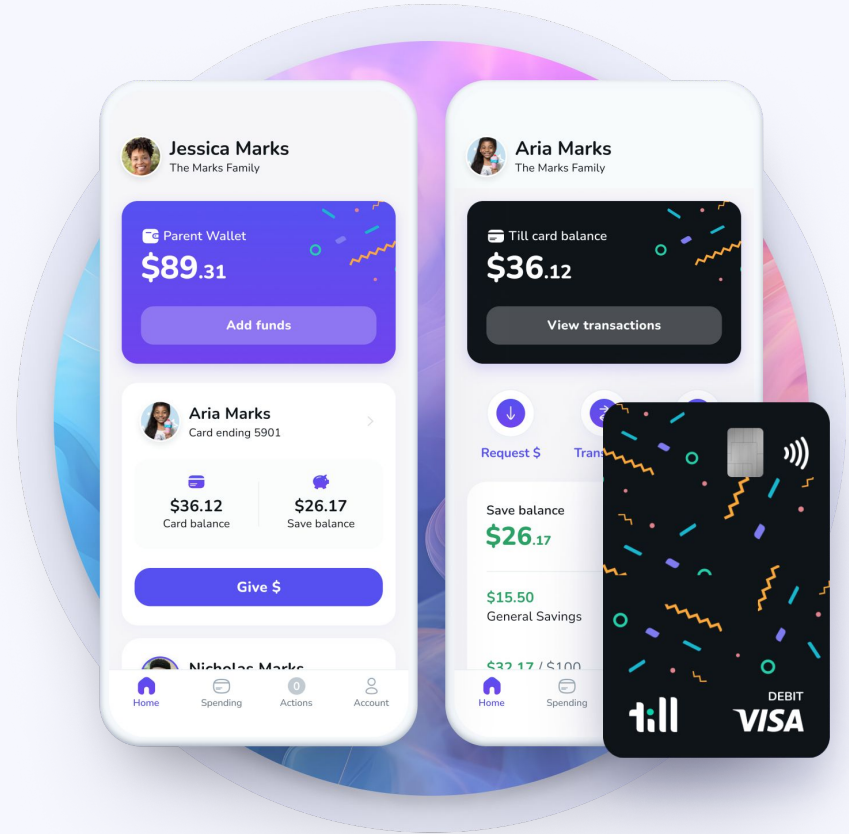 Jessica Marks
The Marks Family
Parent Wallet
$89.31
Add funds
Aria Marks
Card ending 5901
$36.12
Card balance
$26.17
Save balance
Give $
Nicholas Marks
Home
Spending
0
Actions
Account
Aria Marks
The Marks Family
Till card balance
$36.12
View transactions
Request $
Save balance
$26.17
$15.50
General Savings
$32.17 / $100
Home
Spending
till
DEBIT
VISA